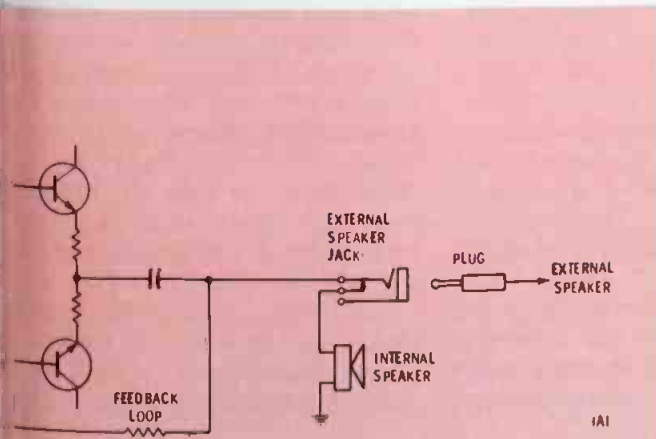 EXTERNAL
SPEAKER
JACK
PLUG
EXTERNAL
SPEAKER
INTERNAL
SPEAKER
FEEDBACK
LOOP
(A)